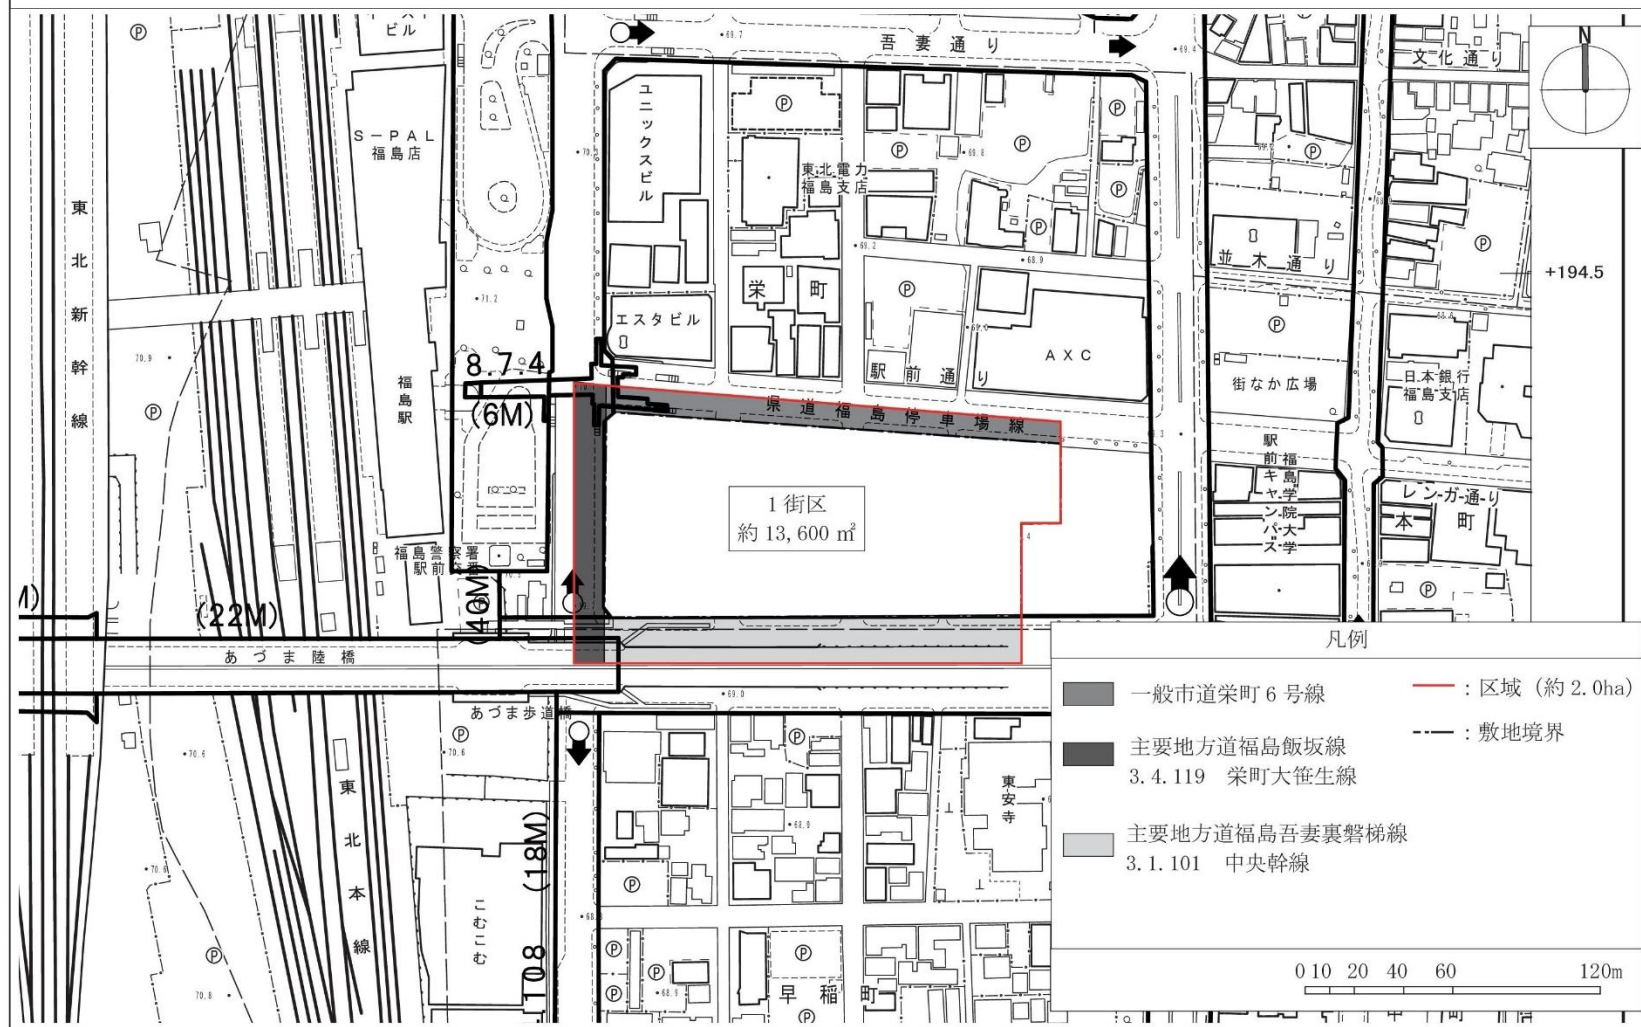 ビル
吾妻通り
文化通り
N
S-PAL
福島店
ユニックスビル
東北電力
福島支店
東北新幹線
並木通り
+194.5
栄町
エスタビル
AXC
駅前通り
街なか広場
日本銀行
福島支店
福島駅
8.7.4
(6M)
県道福島停車場線
福島学院大学
駅前キャンパス
レンガ通り
本町
1街区
約13,600㎡
福島警察署
(40M)
(22M)
あづま陸橋
あづま歩道橋
69.0
凡例
一般市道栄町6号線
主要地方道福島飯坂線
3.4.119 栄町大笹生線
主要地方道福島吾妻裏磐梯線
3.1.101 中央幹線
:区域(約2.0ha)
:敷地境界
東北本線
東安寺
こむこむ
(18M)
108
早稲町
0 10 20 40 60 120m